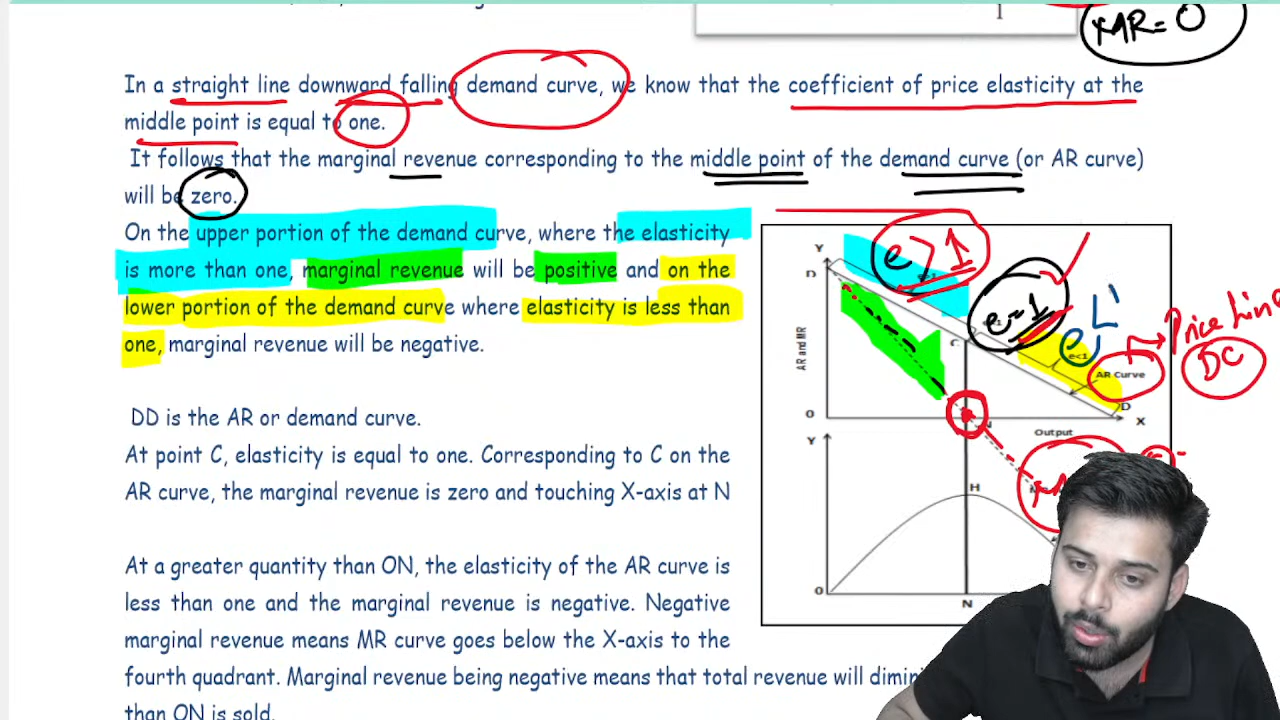 MR = 0
In a straight line downward falling demand curve, we know that the coefficient of price elasticity at the
middle point is equal to one.
It follows that the marginal revenue corresponding to the middle point of the demand curve (or AR curve)
will be zero.
On the upper portion of the demand curve, where the elasticity
is more than one, marginal revenue will be positive and on the
lower portion of the demand curve where elasticity is less than
one, marginal revenue will be negative.
DD is the AR or demand curve.
At point C, elasticity is equal to one. Corresponding to C on the
AR curve, the marginal revenue is zero and touching X-axis at N
At a greater quantity than ON, the elasticity of the AR curve is
less than one and the marginal revenue is negative. Negative
marginal revenue means MR curve goes below the X-axis to the
fourth quadrant. Marginal revenue being negative means that total revenue will
than ON is sold.
Y
D
e > 1
e = 1
e L 1
Price Line
DC
C
e<1
AR Curve
D
AR and MR
O
X
Output
Y
H
O
N